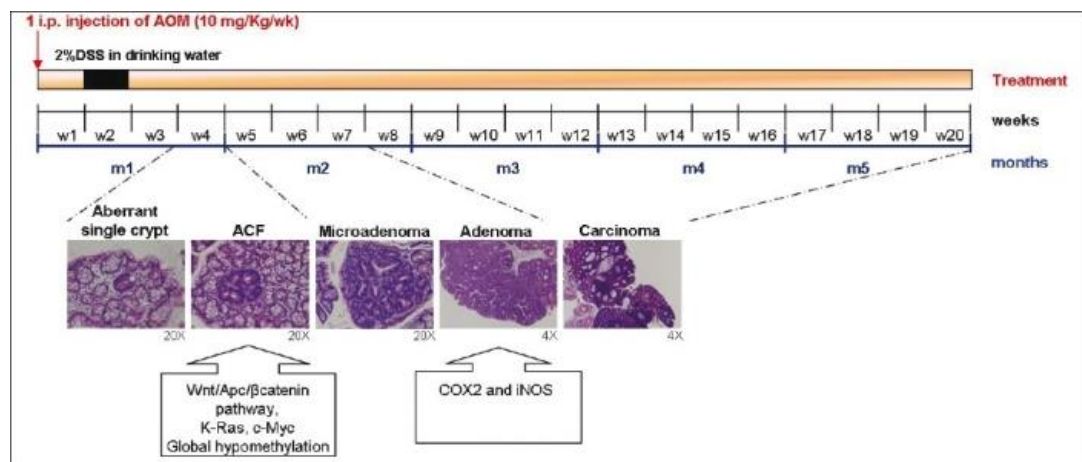 1 i.p. injection of AOM (10 mg/Kg/wk)
2%DSS in drinking water
Treatment
w1 w2 w3 w4 w5 w6 w7 w8 w9 w10 w11 w12 w13 w14 w15 w16 w17 w18 w19 w20
weeks
m1 m2 m3 m4 m5
months
Aberrant
single crypt
ACF
Microadenoma
Adenoma
Carcinoma
20X 20X 20X 4X 4X
Wnt/Apc/βcatenin
pathway,
K-Ras, c-Myc
Global hypomethylation
COX2 and iNOS